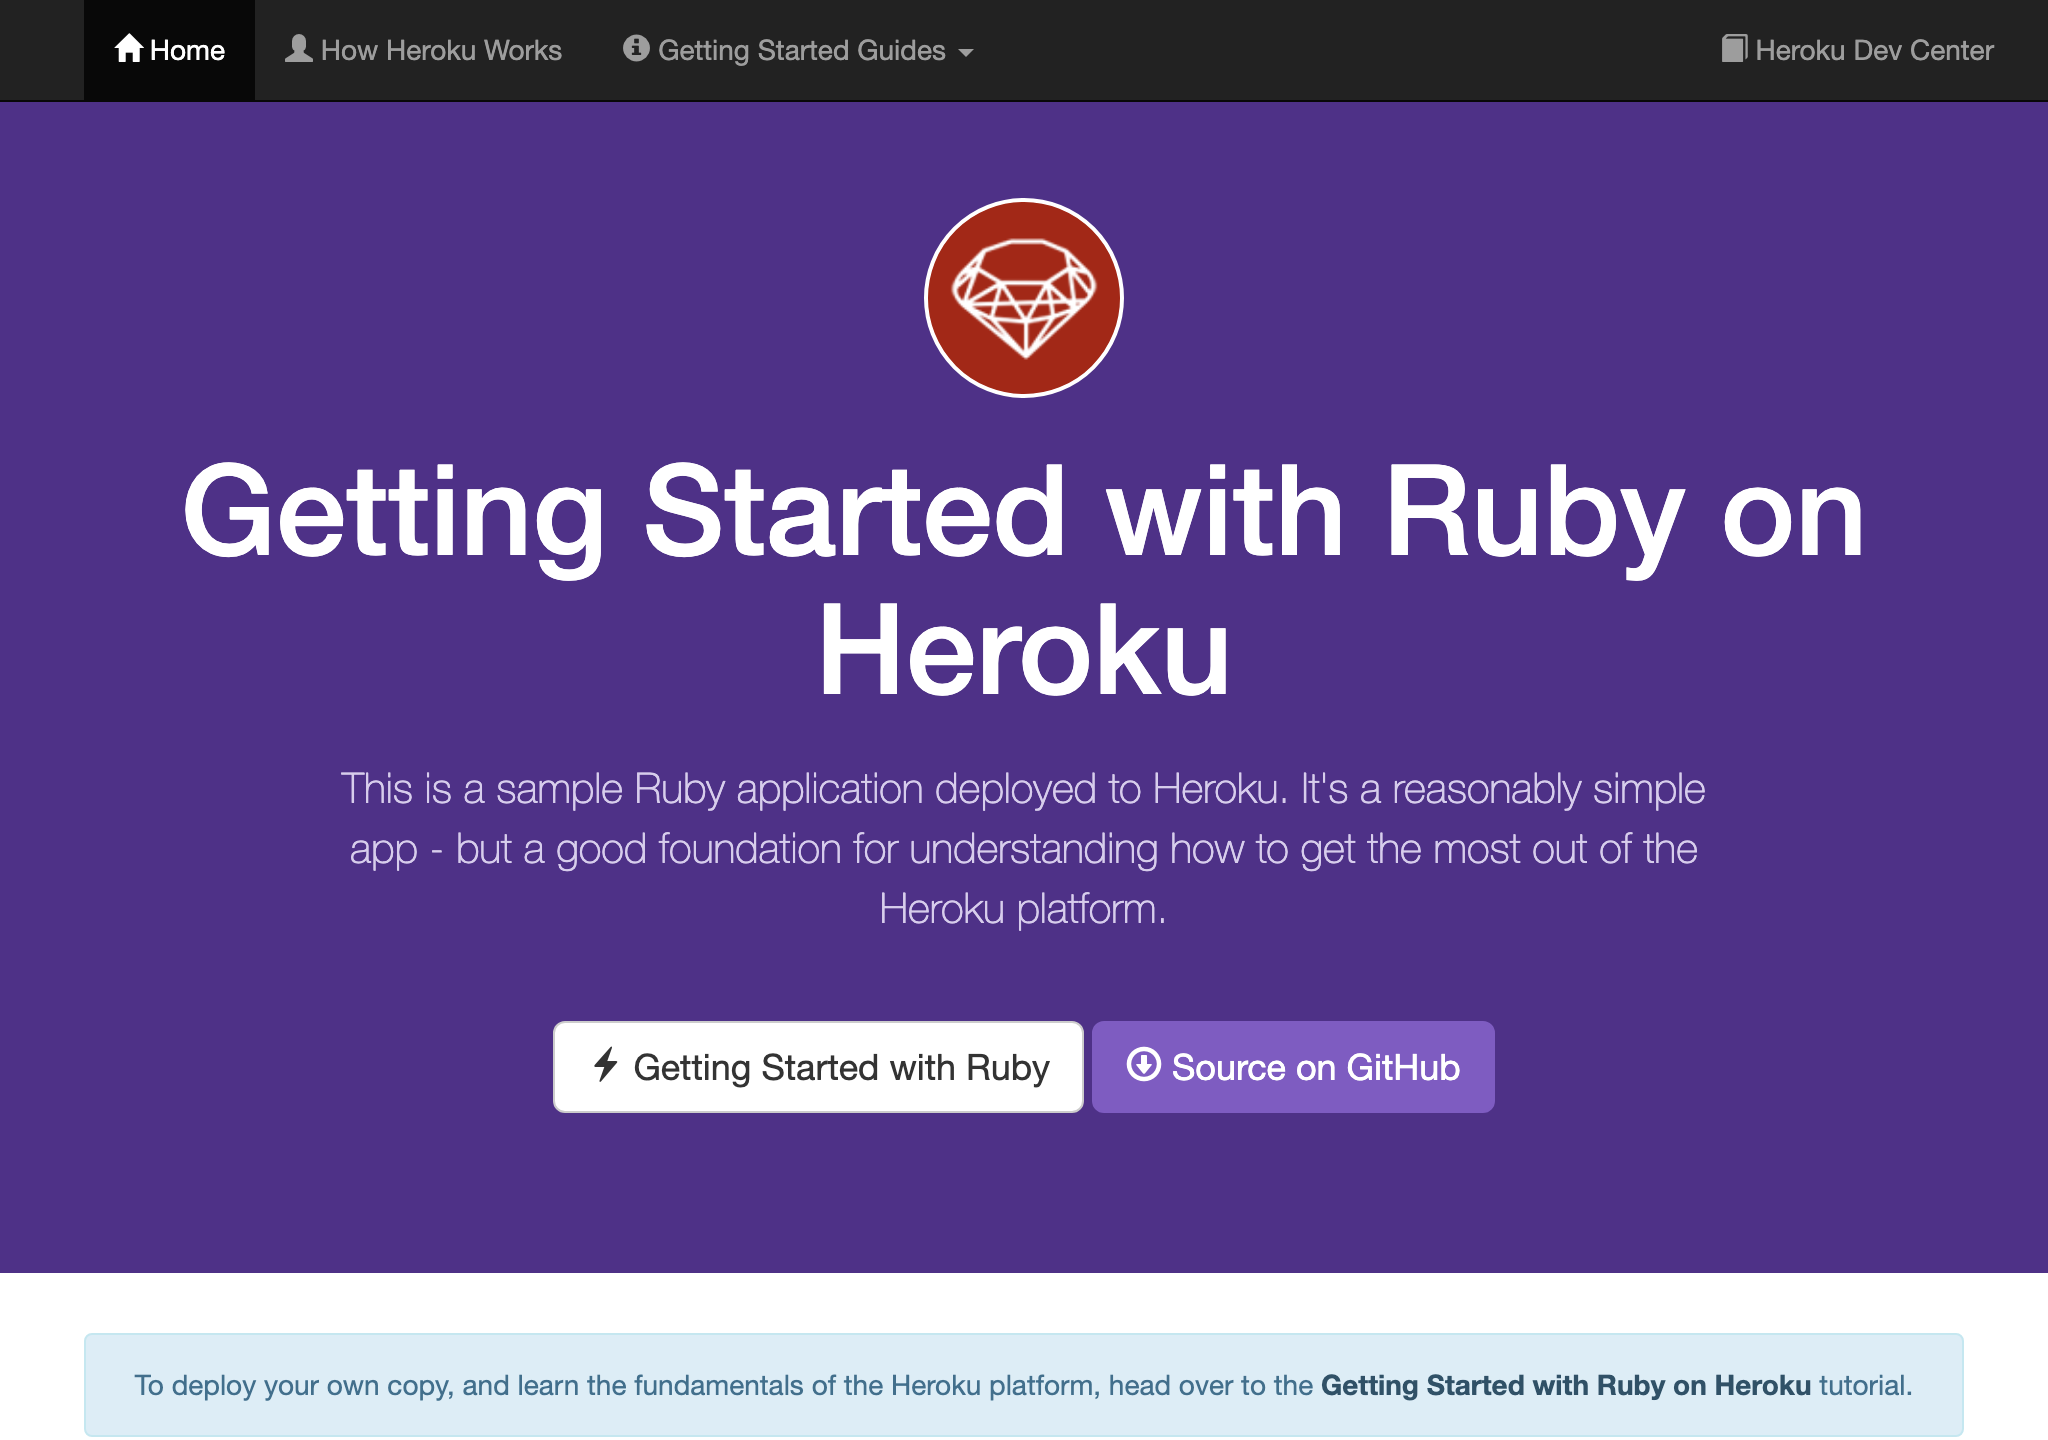 Home
How Heroku Works
Getting Started Guides
Heroku Dev Center
Getting Started with Ruby on
Heroku
This is a sample Ruby application deployed to Heroku. It's a reasonably simple
app - but a good foundation for understanding how to get the most out of the
Heroku platform.
Getting Started with Ruby
Source on GitHub
To deploy your own copy, and learn the fundamentals of the Heroku platform, head over to the Getting Started with Ruby on Heroku tutorial.